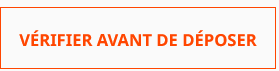 VÉRIFIER AVANT DE DÉPOSER